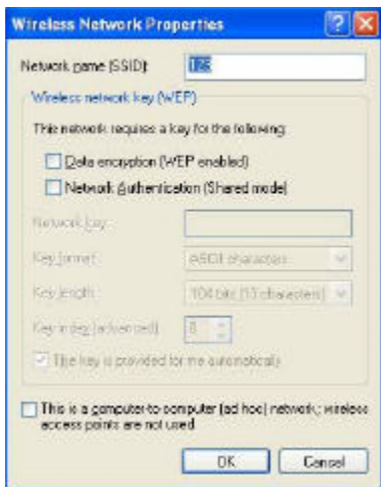 Wireless Network Properties
Network name (SSID): 123
Wireless network key (WEP)
This network requires a key for the following:
Data encryption (WEP enabled)
Network Authentication (Shared mode)
Network key:
Key format: ASCII characters
Key length: 104 bits (13 characters)
Key index (advanced):
The key is provided for me automatically
This is a computer-to-computer (ad hoc) network; wireless
access points are not used
OK Cancel